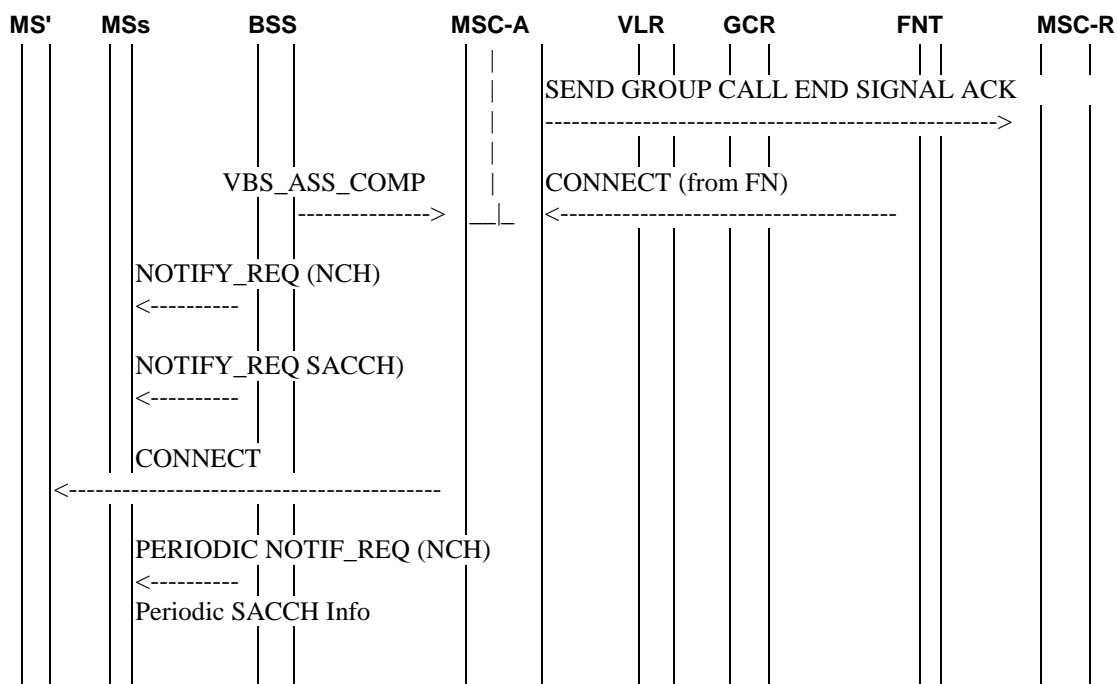 MS' MSs BSS MSC-A VLR GCR FNT MSC-R
SEND GROUP CALL END SIGNAL ACK
VBS_ASS_COMP CONNECT (from FN)
NOTIFY_REQ (NCH)
NOTIFY_REQ SACCH)
CONNECT
PERIODIC NOTIF_REQ (NCH)
Periodic SACCH Info